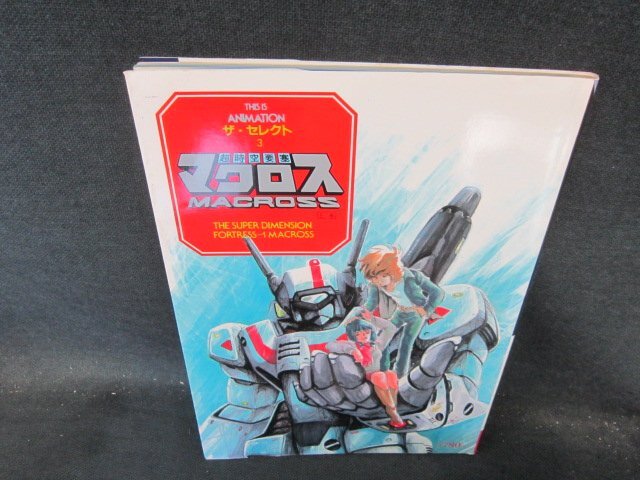 THIS IS
ANIMATION
ザ・セレクト
3
超時空要塞
マクロス
MACROSS
THE SUPER DIMENSION
FORTRESS-1 MACROSS